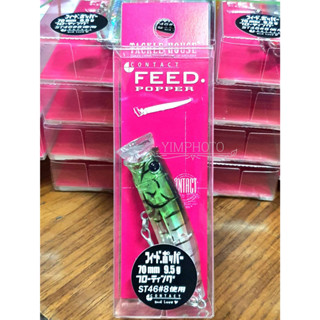 TACKLE HOUSE
CONTACT
FEED.
POPPER
YIMPHOTO
CONTACT
フィードポッパー
70mm 9.5g
フローティング
ST46#8使用
CONTACT